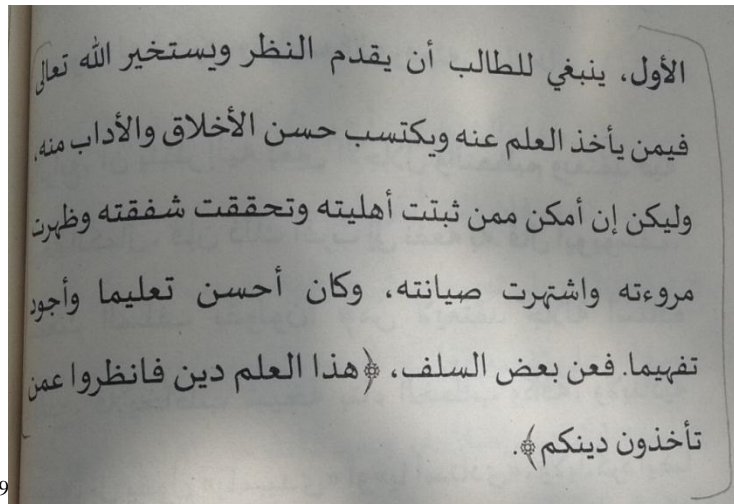 الأول، ينبغي للطالب أن يقدم النظر ويستخير الله تعالى
فيمن يأخذ العلم عنه ويكتسب حسن الأخلاق والأداب منه،
وليكن إن أمكن ممن ثبتت أهليته وتحققت شفقته وظهرت
مروءته واشتهرت صيانته، وكان أحسن تعليما وأجود
تفهيما. فعن بعض السلف، ﴿هذا العلم دين فانظروا عمن
تأخذون دينكم﴾.
9